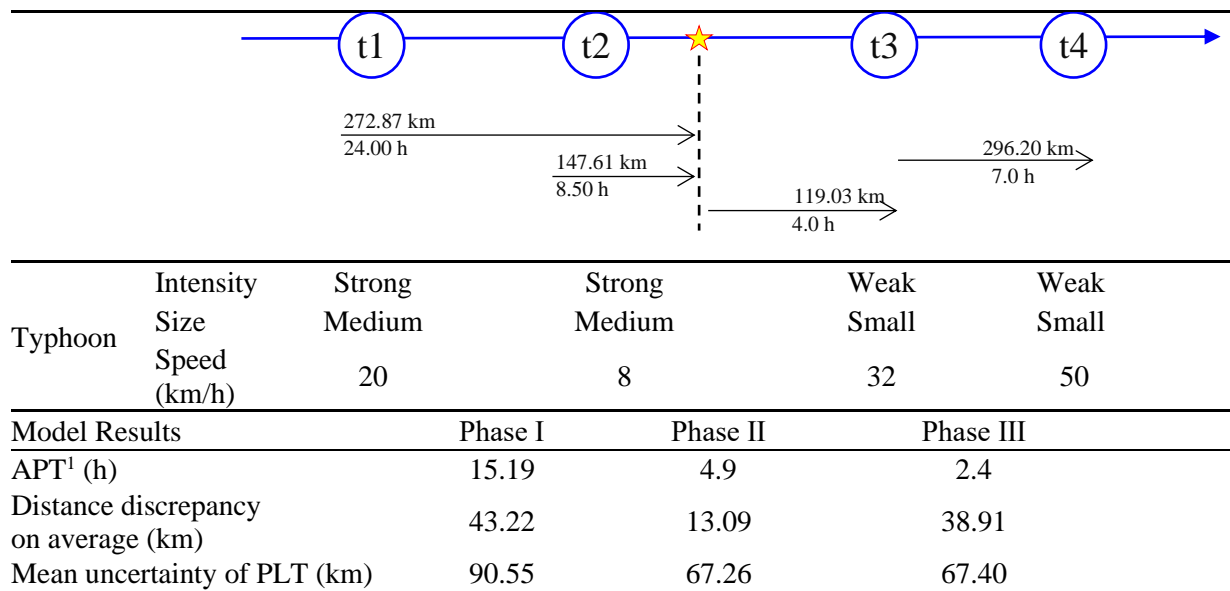 t1 t2 t3 t4
272.87 km
24.00 h
147.61 km
8.50 h
296.20 km
7.0 h
119.03 km
4.0 h
Typhoon
Intensity Strong Strong Weak Weak
Size Medium Medium Small Small
Speed
(km/h) 20 8 32 50
Model Results Phase I Phase II Phase III
APT1 (h) 15.19 4.9 2.4
Distance discrepancy
on average (km) 43.22 13.09 38.91
Mean uncertainty of PLT (km) 90.55 67.26 67.40